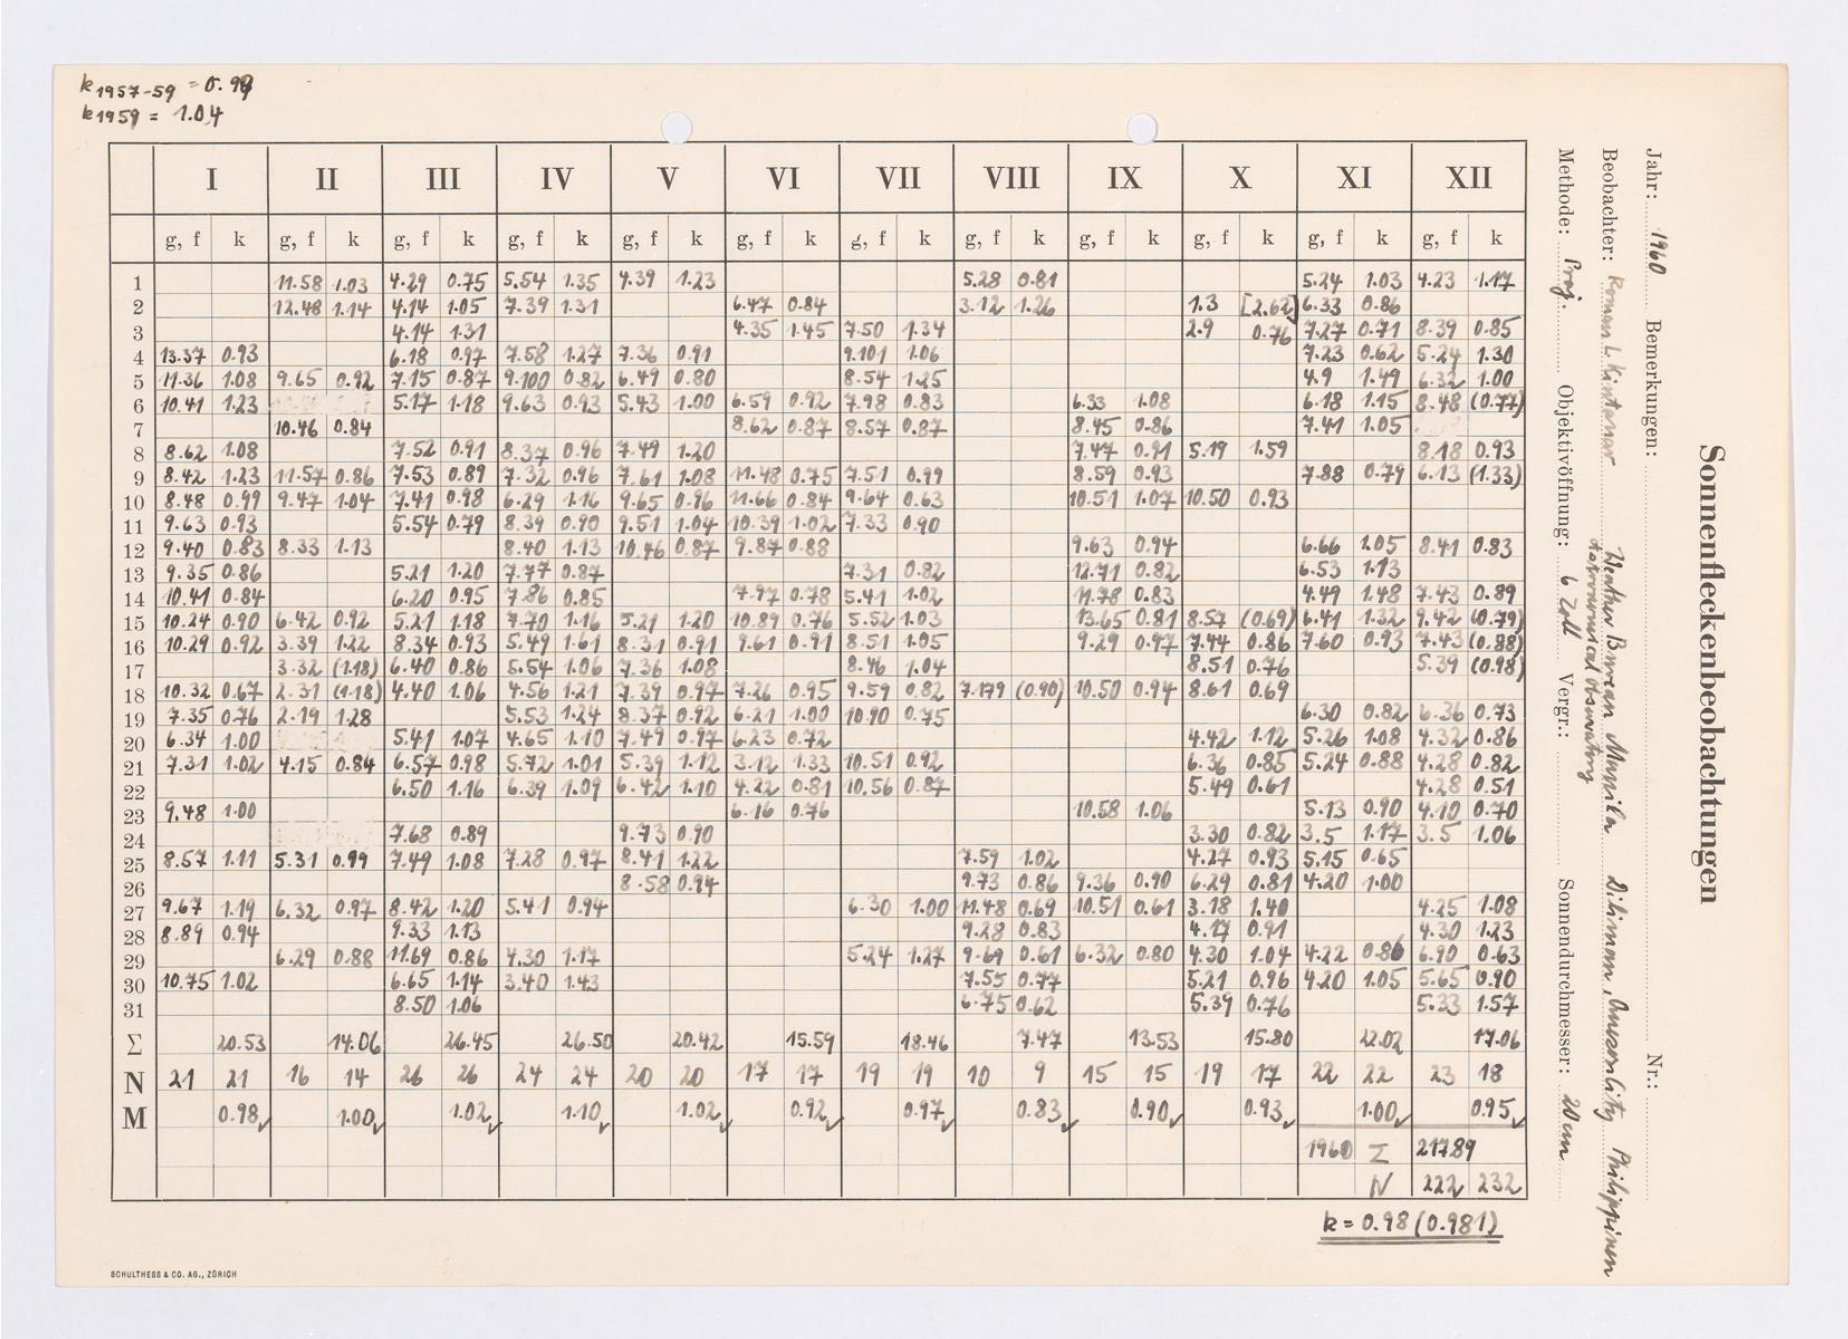 k1957-59 = 0.99
k1959 = 1.04
Sonnenfleckenbeobachtungen
Jahr: 1960 Bemerkungen: Nr.:
Beobachter: Roman L. Kintanar Weather Bureau Manila Diliman, Quezon City Philippinen
Astronomical Observatory
Methode: Proj. Objektivöffnung: 6 Zoll Vergr.: Sonnendurchmesser: 20 cm
I II III IV V VI VII VIII IX X XI XII
g, f k g, f k g, f k g, f k g, f k g, f k g, f k g, f k g, f k g, f k g, f k g, f k
1 11.58 1.03 4.29 0.75 5.54 1.35 4.39 1.23 5.28 0.81 5.24 1.03 4.23 1.17
2 12.48 1.14 4.14 1.05 7.39 1.31 6.47 0.84 3.12 1.26 1.3 [2.62] 6.33 0.86
3 4.14 1.31 4.35 1.45 7.50 1.34 2.9 0.76 7.27 0.71 8.39 0.85
4 13.37 0.93 6.18 0.97 7.58 1.27 7.36 0.91 9.101 1.06 7.23 0.62 5.24 1.30
5 11.36 1.08 9.65 0.92 7.15 0.87 9.100 0.82 6.49 0.80 8.54 1.25 4.9 1.49 6.32 1.00
6 10.41 1.23 5.17 1.18 9.63 0.93 5.43 1.00 6.59 0.92 7.98 0.83 6.33 1.08 6.18 1.15 8.48 (0.77)
7 10.46 0.84 8.62 0.87 8.57 0.87 8.45 0.86 7.41 1.05
8 8.62 1.08 7.52 0.91 8.37 0.96 7.49 1.20 7.47 0.91 5.19 1.59 8.18 0.93
9 8.42 1.23 11.57 0.86 7.53 0.89 7.32 0.96 7.61 1.08 11.48 0.75 7.51 0.99 8.59 0.93 7.88 0.79 6.13 (1.33)
10 8.48 0.99 9.47 1.04 7.41 0.98 6.29 1.16 9.65 0.96 11.66 0.84 9.64 0.63 10.51 1.07 10.50 0.93
11 9.63 0.93 5.54 0.79 8.39 0.90 9.51 1.04 10.39 1.02 7.33 0.90
12 9.40 0.83 8.33 1.13 8.40 1.13 10.46 0.87 9.87 0.88 9.63 0.94 6.66 1.05 8.41 0.83
13 9.35 0.86 5.21 1.20 7.77 0.87 7.31 0.82 12.71 0.82 6.53 1.13
14 10.41 0.84 6.20 0.95 7.86 0.85 7.97 0.78 5.41 1.02 11.78 0.83 4.49 1.48 7.43 0.89
15 10.24 0.90 6.42 0.92 5.21 1.18 7.70 1.16 5.21 1.20 10.89 0.76 5.52 1.03 13.65 0.81 8.57 (0.69) 6.41 1.32 9.42 (0.79)
16 10.29 0.92 3.39 1.22 8.34 0.93 5.49 1.61 8.31 0.91 9.61 0.91 8.51 1.05 9.29 0.97 7.44 0.86 7.60 0.93 7.43 (0.88)
17 3.32 (1.18) 6.40 0.86 5.54 1.06 7.36 1.08 8.46 1.04 8.51 0.76 5.39 (0.98)
18 10.32 0.67 2.31 (1.18) 4.40 1.06 4.56 1.21 7.39 0.97 7.26 0.95 9.59 0.82 7.179 (0.90) 10.50 0.94 8.61 0.69
19 7.35 0.76 2.19 1.28 5.53 1.24 8.37 0.92 6.21 1.00 10.90 0.75 6.30 0.82 6.36 0.73
20 6.34 1.00 5.41 1.07 4.65 1.10 7.49 0.97 6.23 0.72 4.42 1.12 5.26 1.08 4.32 0.86
21 7.31 1.02 4.15 0.84 6.57 0.98 5.72 1.01 5.39 1.12 3.12 1.33 10.51 0.92 6.36 0.85 5.24 0.88 4.28 0.82
22 6.50 1.16 6.39 1.09 6.42 1.10 4.22 0.81 10.56 0.87 5.49 0.61 4.28 0.51
23 9.48 1.00 6.16 0.76 10.58 1.06 5.13 0.90 4.10 0.70
24 7.68 0.89 9.73 0.90 3.30 0.82 3.5 1.17 3.5 1.06
25 8.57 1.11 5.31 0.99 7.49 1.08 7.28 0.97 8.41 1.22 7.59 1.02 4.27 0.93 5.15 0.65
26 8.58 0.94 9.73 0.86 9.36 0.90 6.29 0.81 4.20 1.00
27 9.67 1.19 6.32 0.97 8.42 1.20 5.41 0.94 6.30 1.00 11.48 0.69 10.51 0.61 3.18 1.40 4.25 1.08
28 8.89 0.94 9.33 1.13 9.28 0.83 4.17 0.91 4.30 1.23
29 6.29 0.88 11.69 0.86 4.30 1.17 5.24 1.27 9.69 0.61 6.32 0.80 4.30 1.04 4.22 0.86 6.90 0.63
30 10.75 1.02 6.65 1.14 3.40 1.43 7.55 0.77 5.21 0.96 4.20 1.05 5.65 0.90
31 8.50 1.06 6.75 0.62 5.39 0.76 5.33 1.57
Σ 20.53 14.06 26.45 26.50 20.42 15.59 18.46 7.47 13.53 15.80 22.02 17.06
N 21 21 16 14 26 26 24 24 20 20 17 17 19 19 10 9 15 15 19 17 22 22 23 18
M 0.98✓ 1.00✓ 1.02✓ 1.10✓ 1.02✓ 0.92✓ 0.97✓ 0.83✓ 0.90✓ 0.93✓ 1.00✓ 0.95✓
1960 Σ 217.89
N 222 232
k = 0.98 (0.981)
SCHULTHESS & CO. AG., ZÜRICH